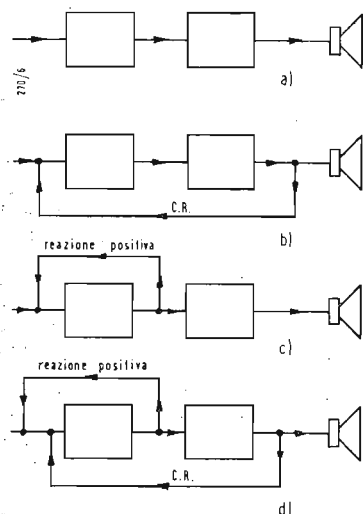 270/6
a)
C.R.
b)
reazione positiva
c)
reazione positiva
C.R.
d)